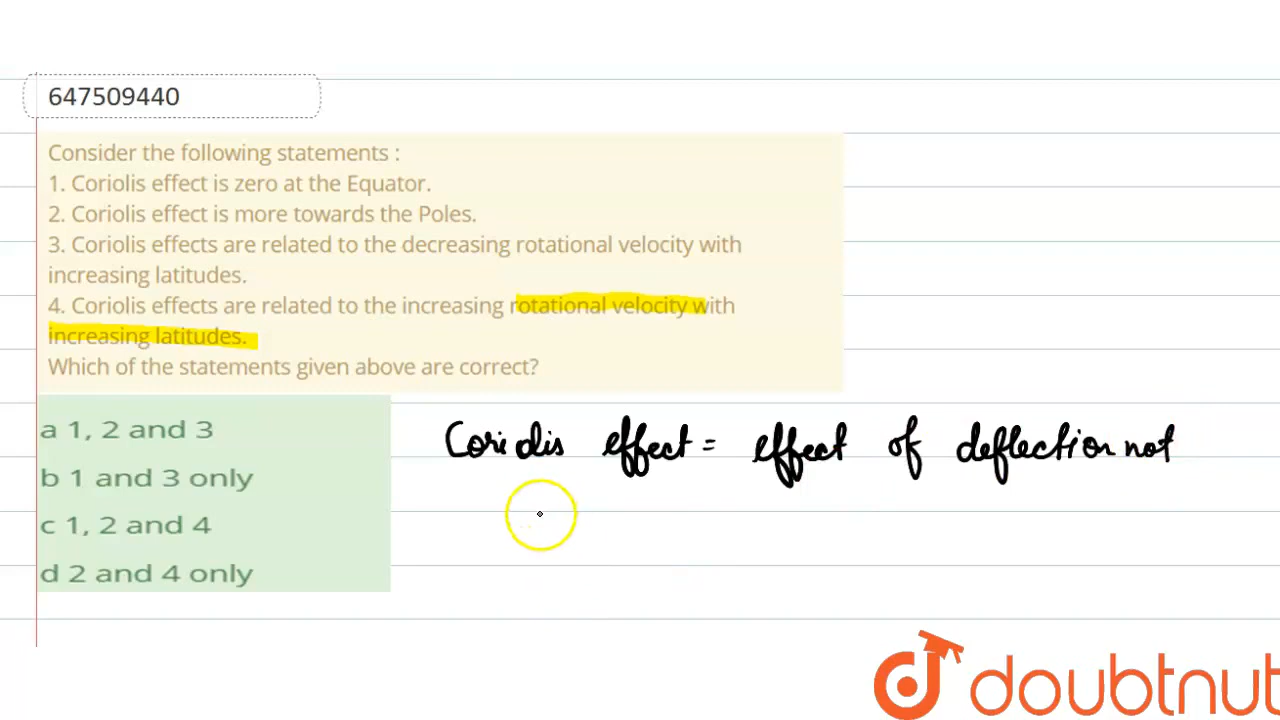 647509440
Consider the following statements :
1. Coriolis effect is zero at the Equator.
2. Coriolis effect is more towards the Poles.
3. Coriolis effects are related to the decreasing rotational velocity with
increasing latitudes.
4. Coriolis effects are related to the increasing rotational velocity with
increasing latitudes.
Which of the statements given above are correct?
a 1, 2 and 3
b 1 and 3 only
c 1, 2 and 4
d 2 and 4 only
Coriolis effect = effect of deflection not
doubtnut